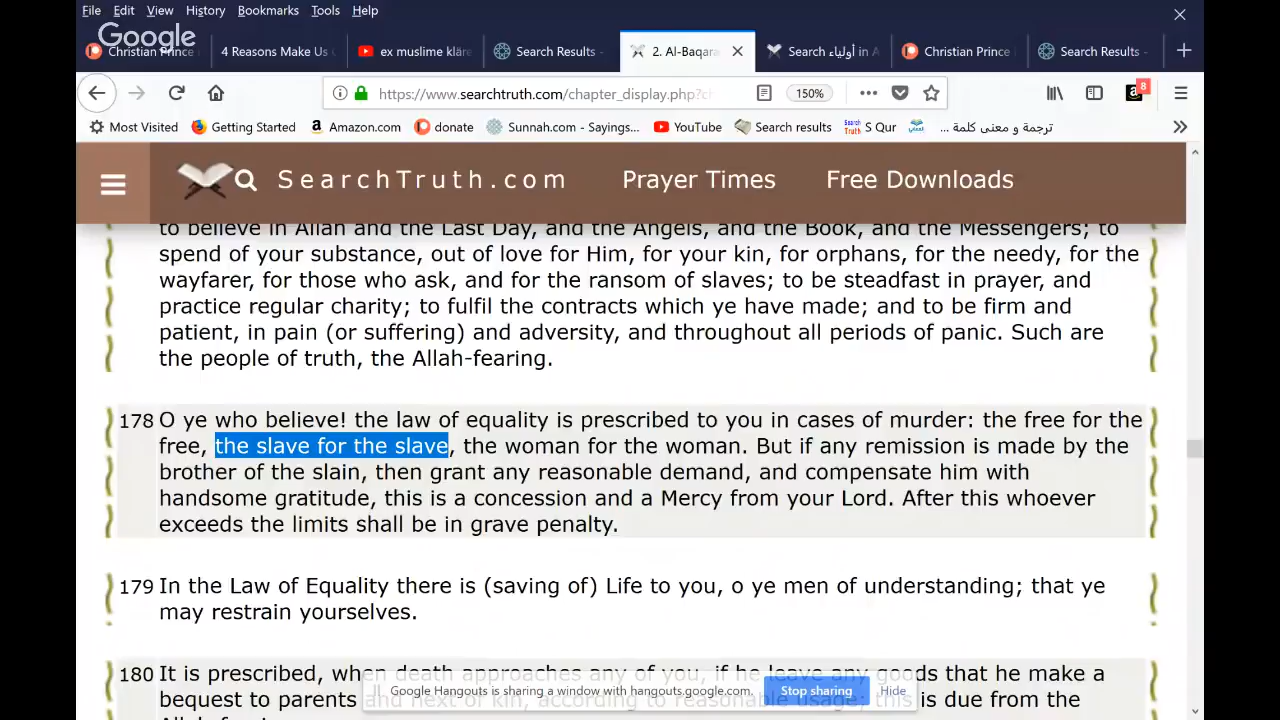 File Edit View History Bookmarks Tools Help
Google
Christian Prince
4 Reasons Make Us
ex muslime kläre
Search Results -
2. Al-Baqara
Search أولياء in A
Christian Prince
Search Results -
https://www.searchtruth.com/chapter_display.php?c
150%
8
Most Visited Getting Started Amazon.com donate Sunnah.com - Sayings... YouTube Search results Search Truth S Qur ترجمة و معنى كلمة ...
SearchTruth.com Prayer Times Free Downloads
to believe in Allah and the Last Day, and the Angels, and the Book, and the Messengers; to
spend of your substance, out of love for Him, for your kin, for orphans, for the needy, for the
wayfarer, for those who ask, and for the ransom of slaves; to be steadfast in prayer, and
practice regular charity; to fulfil the contracts which ye have made; and to be firm and
patient, in pain (or suffering) and adversity, and throughout all periods of panic. Such are
the people of truth, the Allah-fearing.
178 O ye who believe! the law of equality is prescribed to you in cases of murder: the free for the
free, the slave for the slave, the woman for the woman. But if any remission is made by the
brother of the slain, then grant any reasonable demand, and compensate him with
handsome gratitude, this is a concession and a Mercy from your Lord. After this whoever
exceeds the limits shall be in grave penalty.
179 In the Law of Equality there is (saving of) Life to you, o ye men of understanding; that ye
may restrain yourselves.
180 It is prescribed, when death approaches any of you, if he leave any goods that he make a
bequest to parents and next of kin, according to reasonable usage; this is due from the
Google Hangouts is sharing a window with hangouts.google.com. Stop sharing Hide